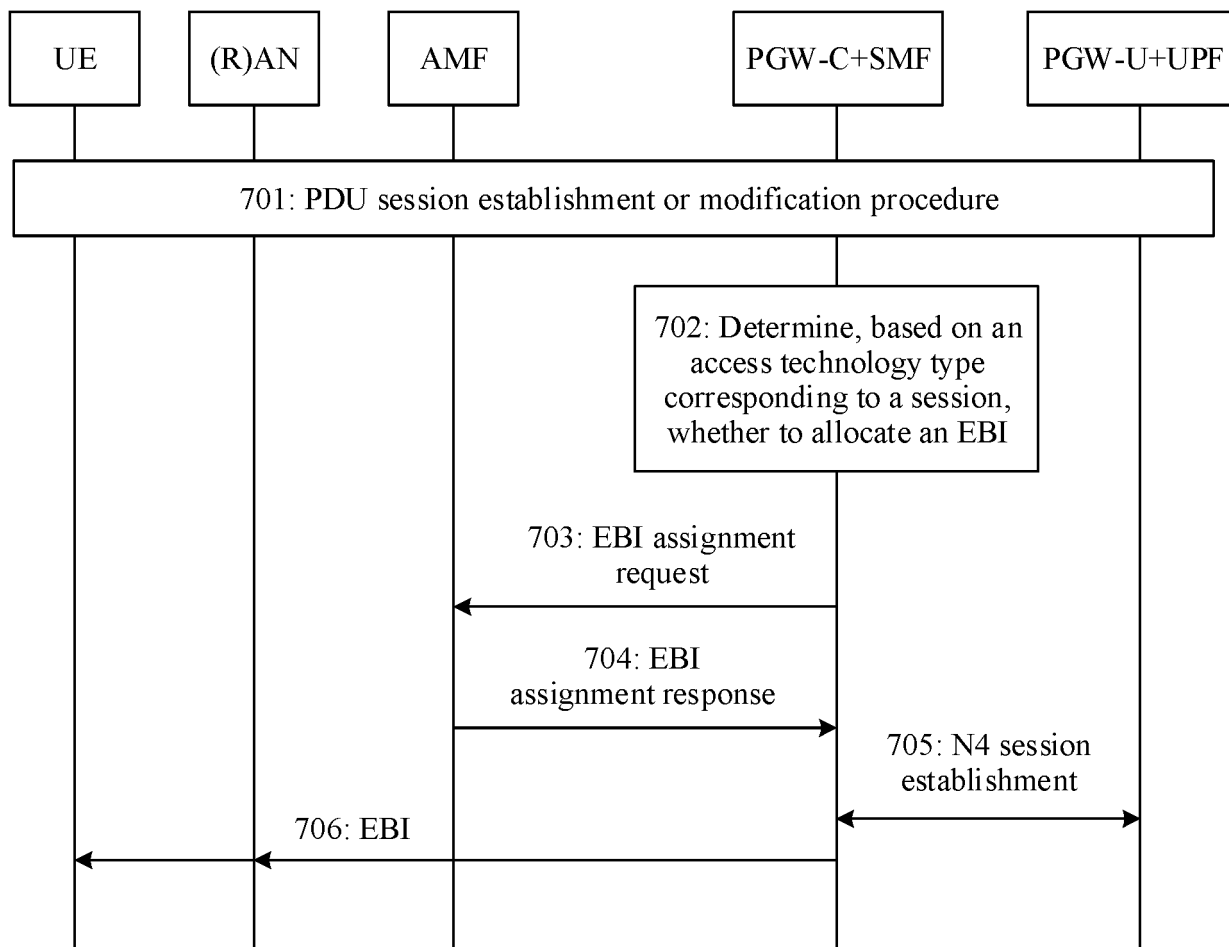 UE
(R)AN
AMF
PGW-C+SMF
PGW-U+UPF
701: PDU session establishment or modification procedure
702: Determine, based on an
access technology type
corresponding to a session,
whether to allocate an EBI
703: EBI assignment
request
704: EBI
assignment response
705: N4 session
establishment
706: EBI